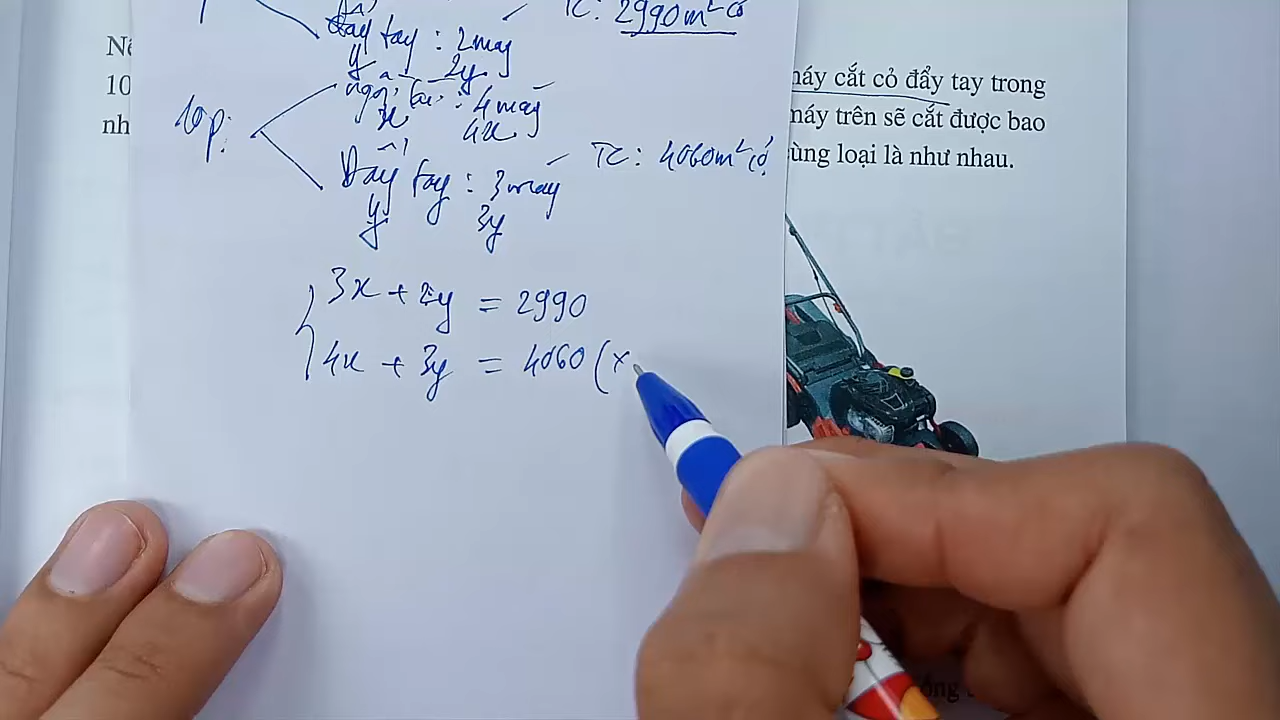 TC: 2990m² cỏ
Đẩy tay : 2 máy
y 2y
Nế
10
nh
ngồi lái : 4 máy
x 4x
10p:
TC: 4060m² cỏ
Đẩy tay : 3 máy
y 3y
máy cắt cỏ đẩy tay trong
máy trên sẽ cắt được bao
cùng loại là như nhau.
3x + 2y = 2990
4x + 3y = 4060 (x